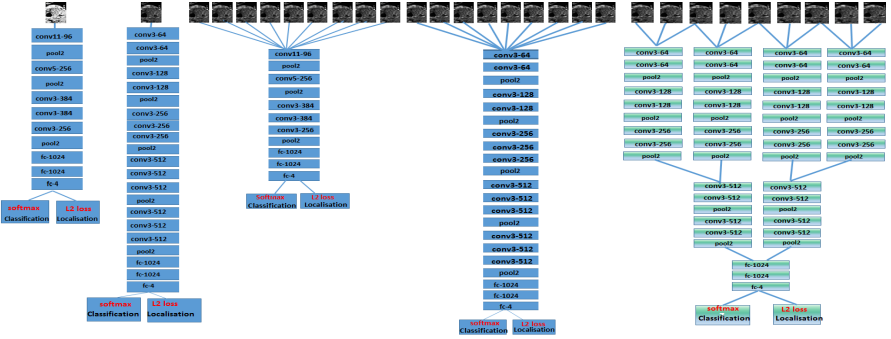 conv11-96
pool2
conv5-256
pool2
conv3-384
conv3-384
conv3-256
pool2
fc-1024
fc-1024
fc-4
softmax
Classification
L2 loss
Localisation
conv3-64
conv3-64
pool2
conv3-128
conv3-128
pool2
conv3-256
conv3-256
conv3-256
pool2
conv3-512
conv3-512
conv3-512
pool2
conv3-512
conv3-512
conv3-512
pool2
fc-1024
fc-1024
fc-4
softmax
Classification
L2 loss
Localisation
conv11-96
pool2
conv5-256
pool2
conv3-384
conv3-384
conv3-256
pool2
fc-1024
fc-1024
fc-4
Softmax
Classification
L2 loss
Localisation
conv3-64
conv3-64
pool2
conv3-128
conv3-128
pool2
conv3-256
conv3-256
conv3-256
pool2
conv3-512
conv3-512
conv3-512
pool2
conv3-512
conv3-512
conv3-512
pool2
fc-1024
fc-1024
fc-4
softmax
Classification
L2 loss
Localisation
conv3-64 conv3-64 conv3-64 conv3-64
conv3-64 conv3-64 conv3-64 conv3-64
pool2 pool2 pool2 pool2
conv3-128 conv3-128 conv3-128 conv3-128
conv3-128 conv3-128 conv3-128 conv3-128
pool2 pool2 pool2 pool2
conv3-256 conv3-256 conv3-256 conv3-256
conv3-256 conv3-256 conv3-256 conv3-256
pool2 pool2 pool2 pool2
conv3-512 conv3-512
conv3-512 conv3-512
pool2 pool2
conv3-512 conv3-512
conv3-512 conv3-512
pool2 pool2
fc-1024
fc-1024
fc-4
softmax
Classification
L2 loss
Localisation